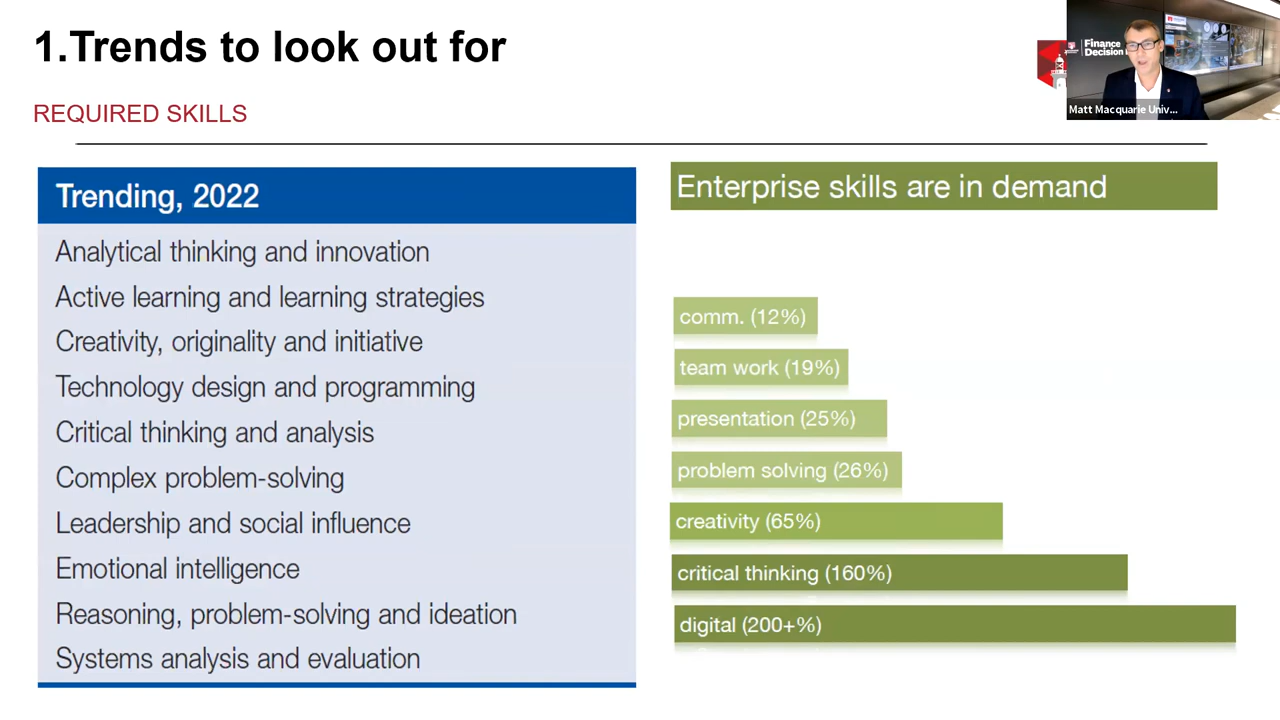 1.Trends to look out for
REQUIRED SKILLS
Finance
Decision
Matt Macquarie Univ...
Trending, 2022
Analytical thinking and innovation
Active learning and learning strategies
Creativity, originality and initiative
Technology design and programming
Critical thinking and analysis
Complex problem-solving
Leadership and social influence
Emotional intelligence
Reasoning, problem-solving and ideation
Systems analysis and evaluation
Enterprise skills are in demand
comm. (12%)
team work (19%)
presentation (25%)
problem solving (26%)
creativity (65%)
critical thinking (160%)
digital (200+%)